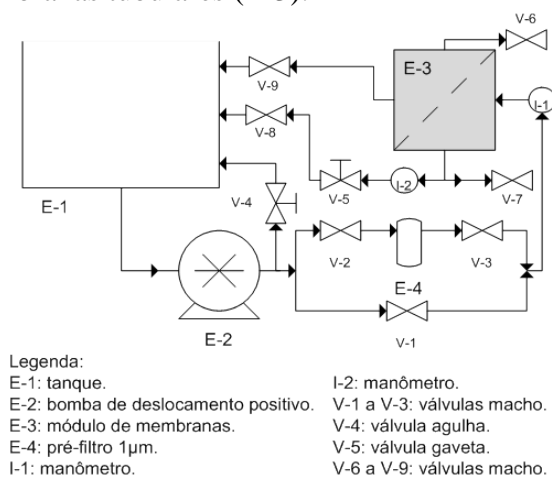 V-6
E-3
V-9
I-1
V-8
V-4
I-2
V-5
V-7
E-1
V-2
V-3
E-4
E-2
V-1
Legenda:
E-1: tanque.
E-2: bomba de deslocamento positivo.
E-3: módulo de membranas.
E-4: pré-filtro 1µm.
I-1: manômetro.
I-2: manômetro.
V-1 a V-3: válvulas macho.
V-4: válvula agulha.
V-5: válvula gaveta.
V-6 a V-9: válvulas macho.